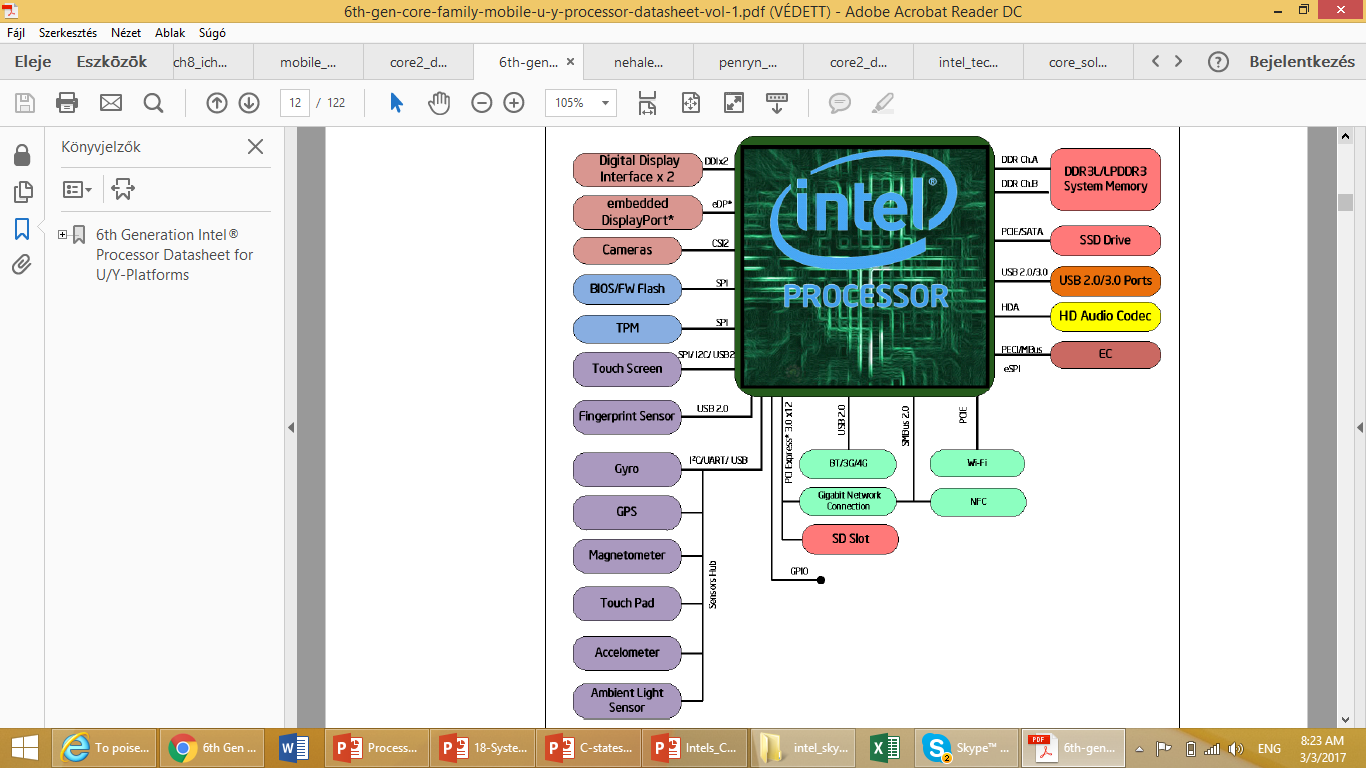 6th-gen-core-family-mobile-u-y-processor-datasheet-vol-1.pdf (VÉDETT) - Adobe Acrobat Reader DC
Fájl Szerkesztés Nézet Ablak Súgó
Eleje Eszközök ch8_ich... mobile_... core2_d... 6th-gen... nehale... penryn_... core2_d... intel_tec... core_sol... Bejelentkezés
12 / 122 105%
Könyvjelzők
6th Generation Intel®
Processor Datasheet for
U/Y-Platforms
Digital Display
Interface x 2
DDI x2
embedded
DisplayPort*
eDP*
Cameras
CSI2
BIOS/FW Flash
SPI
TPM
SPI
Touch Screen
SPI/ I2C/ USB2
Fingerprint Sensor
USB 2.0
Gyro
I²C/UART/ USB
GPS
Magnetometer
Touch Pad
Accelometer
Ambient Light
Sensor
Sensors Hub
intel®
PROCESSOR
DDR Ch.A
DDR Ch.B
DDR3L/LPDDR3
System Memory
PCIE/SATA
SSD Drive
USB 2.0/3.0
USB 2.0/3.0 Ports
HDA
HD Audio Codec
PECI/MBus
eSPI
EC
PCI Express* 3.0 x12
USB 2.0
SMBus 2.0
PCIE
BT/3G/4G
Wi-Fi
Gigabit Network
Connection
NFC
SD Slot
GPIO
To poise... 6th Gen ... Process... 18-Syste... C-states... Intels_C... intel_sky... Skype™ ... 2 6th-gen... ENG
8:23 AM
3/3/2017